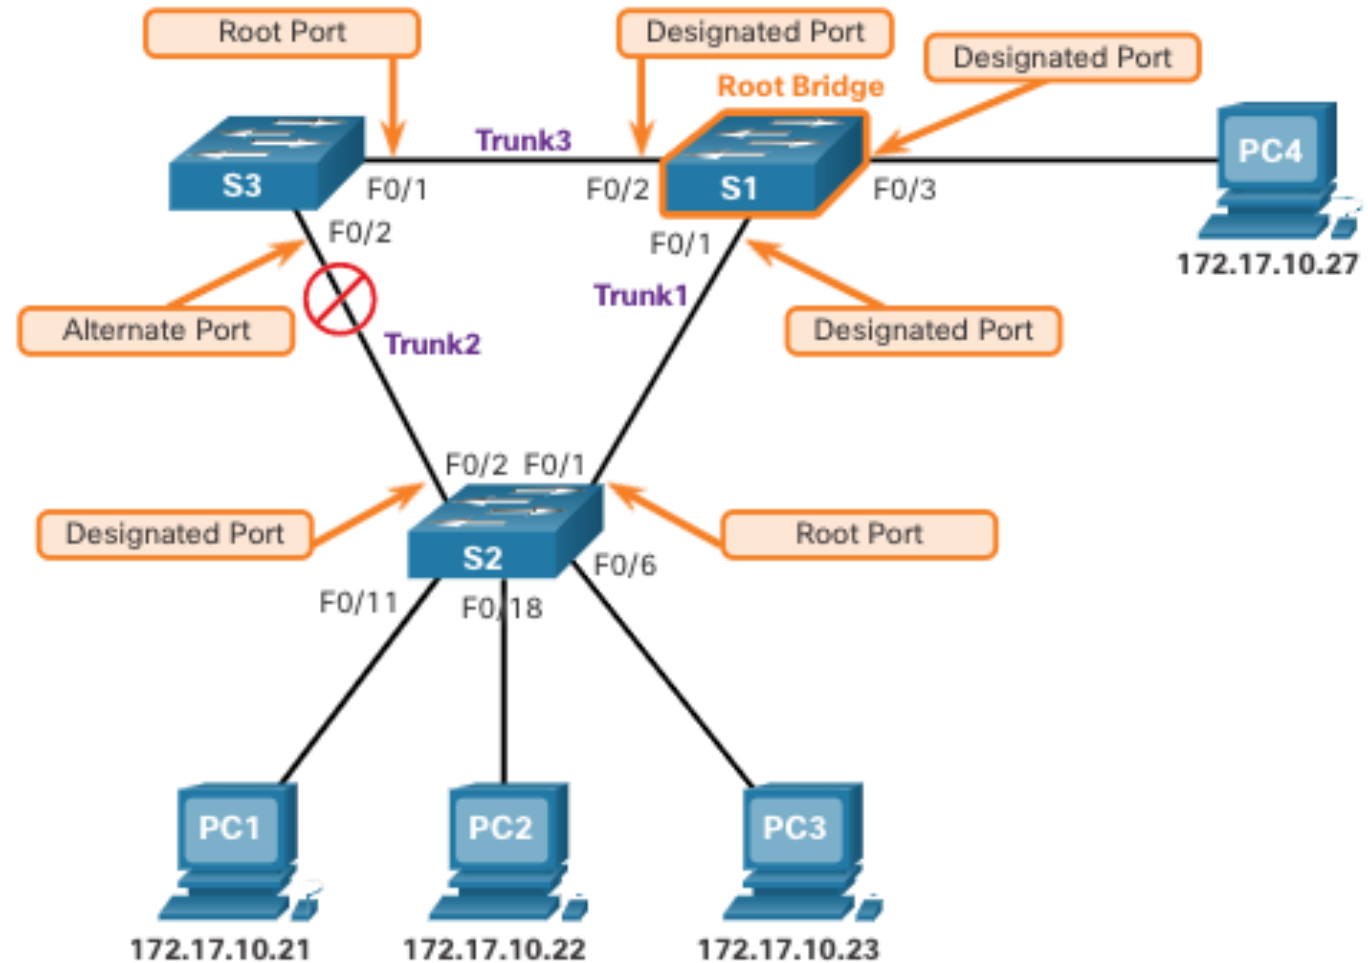 Root Port
Designated Port
Designated Port
Root Bridge
Trunk3
S3
F0/1
F0/2
S1
F0/3
PC4
172.17.10.27
F0/2
F0/1
Trunk1
Alternate Port
Trunk2
Designated Port
F0/2
F0/1
Designated Port
Root Port
S2
F0/6
F0/11
F0/18
PC1
PC2
PC3
172.17.10.21
172.17.10.22
172.17.10.23